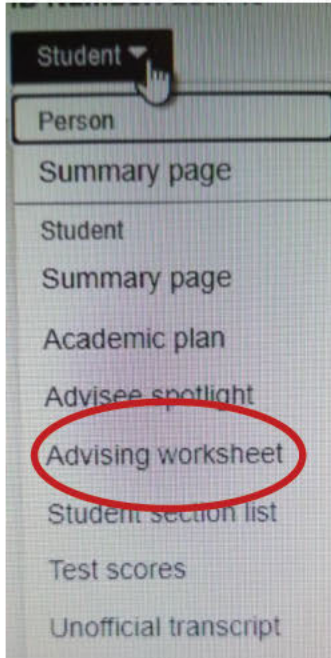 Student
Person
Summary page
Student
Summary page
Academic plan
Advisee spotlight
Advising worksheet
Student section list
Test scores
Unofficial transcript